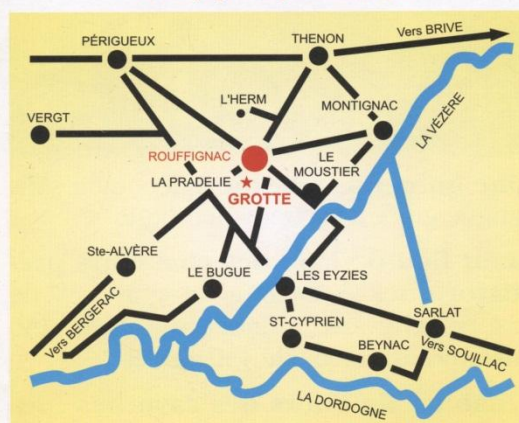 Vers BRIVE
PÉRIGUEUX
THENON
L'HERM
MONTIGNAC
VERGT
LA VÉZÈRE
ROUFFIGNAC
LE
MOUSTIER
LA PRADELIE
GROTTE
Ste-ALVÈRE
LE BUGUE
LES EYZIES
Vers BERGERAC
ST-CYPRIEN
SARLAT
BEYNAC
Vers SOUILLAC
LA DORDOGNE